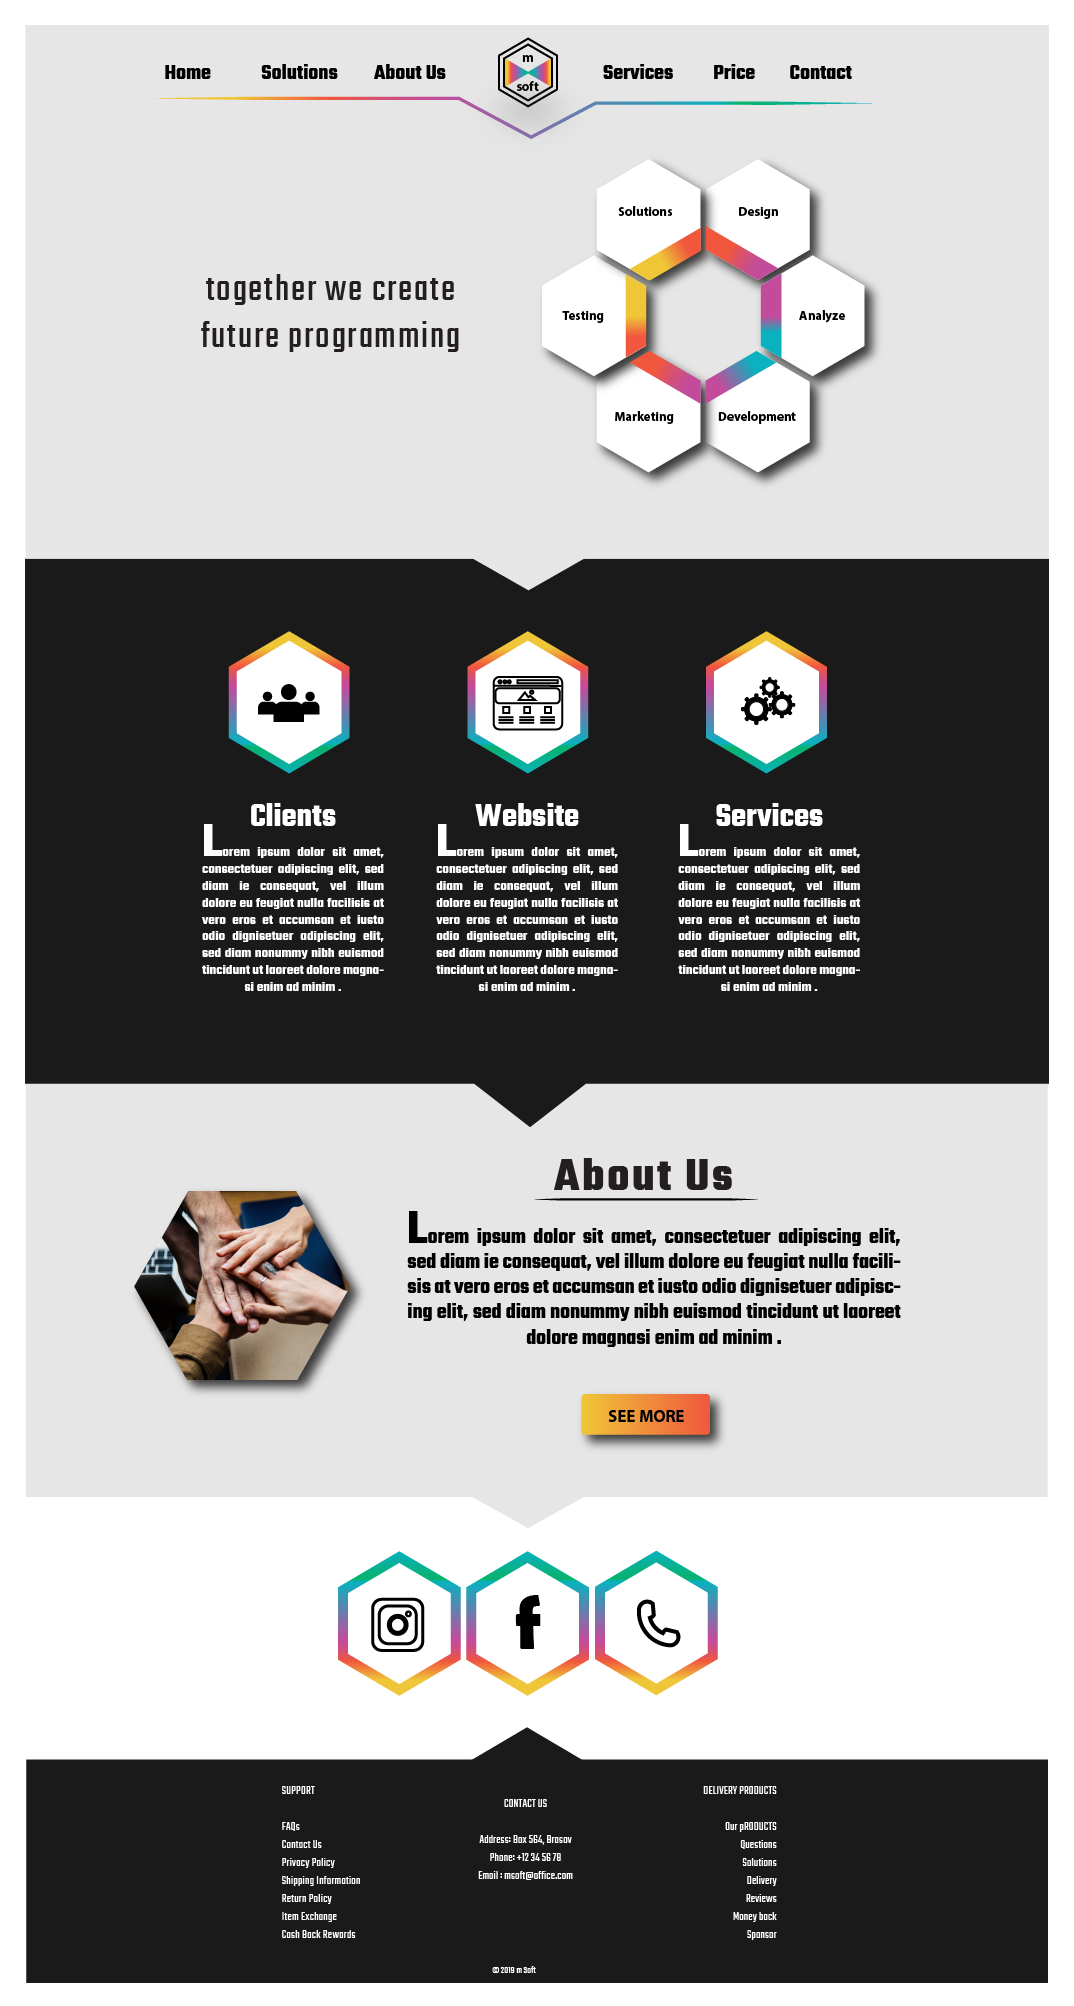 Home Solutions About Us m soft Services Price Contact
together we create
future programming
Solutions Design
Testing Analyze
Marketing Development
Clients
Lorem ipsum dolor sit amet,
consectetuer adipiscing elit, sed
diam ie consequat, vel illum
dolore eu feugiat nulla facilisis at
vero eros et accumsan et iusto
odio dignisetuer adipiscing elit,
sed diam nonummy nibh euismod
tincidunt ut laoreet dolore magna-
si enim ad minim .
Website
Lorem ipsum dolor sit amet,
consectetuer adipiscing elit, sed
diam ie consequat, vel illum
dolore eu feugiat nulla facilisis at
vero eros et accumsan et iusto
odio dignisetuer adipiscing elit,
sed diam nonummy nibh euismod
tincidunt ut laoreet dolore magna-
si enim ad minim .
Services
Lorem ipsum dolor sit amet,
consectetuer adipiscing elit, sed
diam ie consequat, vel illum
dolore eu feugiat nulla facilisis at
vero eros et accumsan et iusto
odio dignisetuer adipiscing elit,
sed diam nonummy nibh euismod
tincidunt ut laoreet dolore magna-
si enim ad minim .
About Us
Lorem ipsum dolor sit amet, consectetuer adipiscing elit,
sed diam ie consequat, vel illum dolore eu feugiat nulla facili-
sis at vero eros et accumsan et iusto odio dignisetuer adipisc-
ing elit, sed diam nonummy nibh euismod tincidunt ut laoreet
dolore magnasi enim ad minim .
SEE MORE
SUPPORT
FAQs
Contact Us
Privacy Policy
Shipping Information
Return Policy
Item Exchange
Cash Back Rewards
CONTACT US
Address: Box 564, Brasov
Phone: +12 34 56 78
Email : msoft@office.com
DELIVERY PRODUCTS
Our pRODUCTS
Questions
Solutions
Delivery
Reviews
Money back
Sponsor
© 2019 m Soft